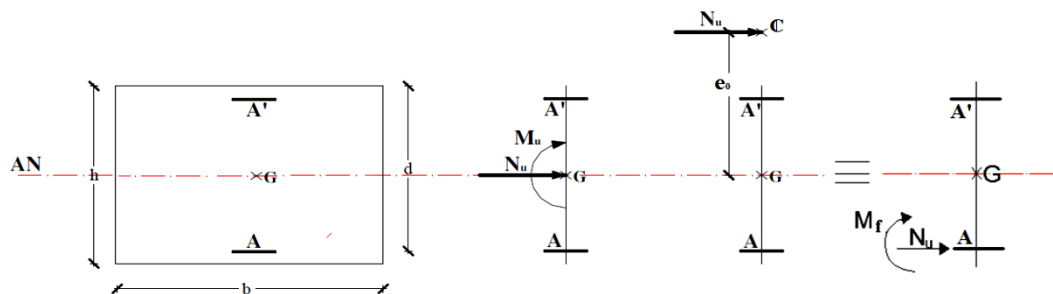 Nu C
A' A' A' A'
e₀
Mu
AN h G d Nu G G G
Mf
A A A Nu A
b